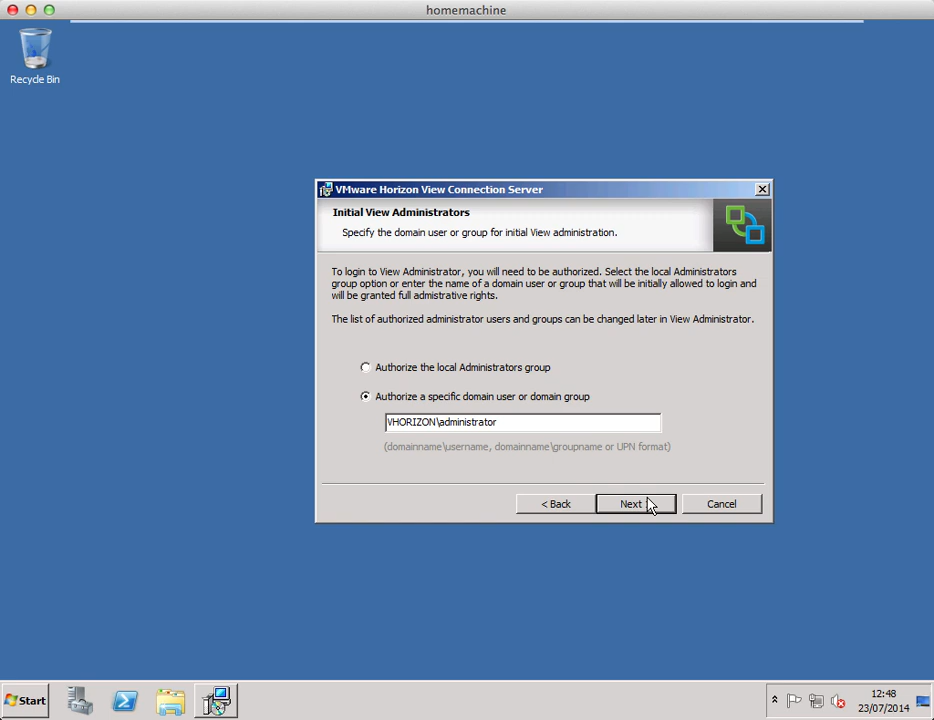 homemachine
Recycle Bin
VMware Horizon View Connection Server
Initial View Administrators
Specify the domain user or group for initial View administration.
To login to View Administrator, you will need to be authorized. Select the local Administrators
group option or enter the name of a domain user or group that will be initially allowed to login and
will be granted full admistrative rights.
The list of authorized administrator users and groups can be changed later in View Administrator.
Authorize the local Administrators group
Authorize a specific domain user or domain group
VHORIZON\administrator
(domainname\username, domainname\groupname or UPN format)
< Back
Next
Cancel
Start
12:48
23/07/2014